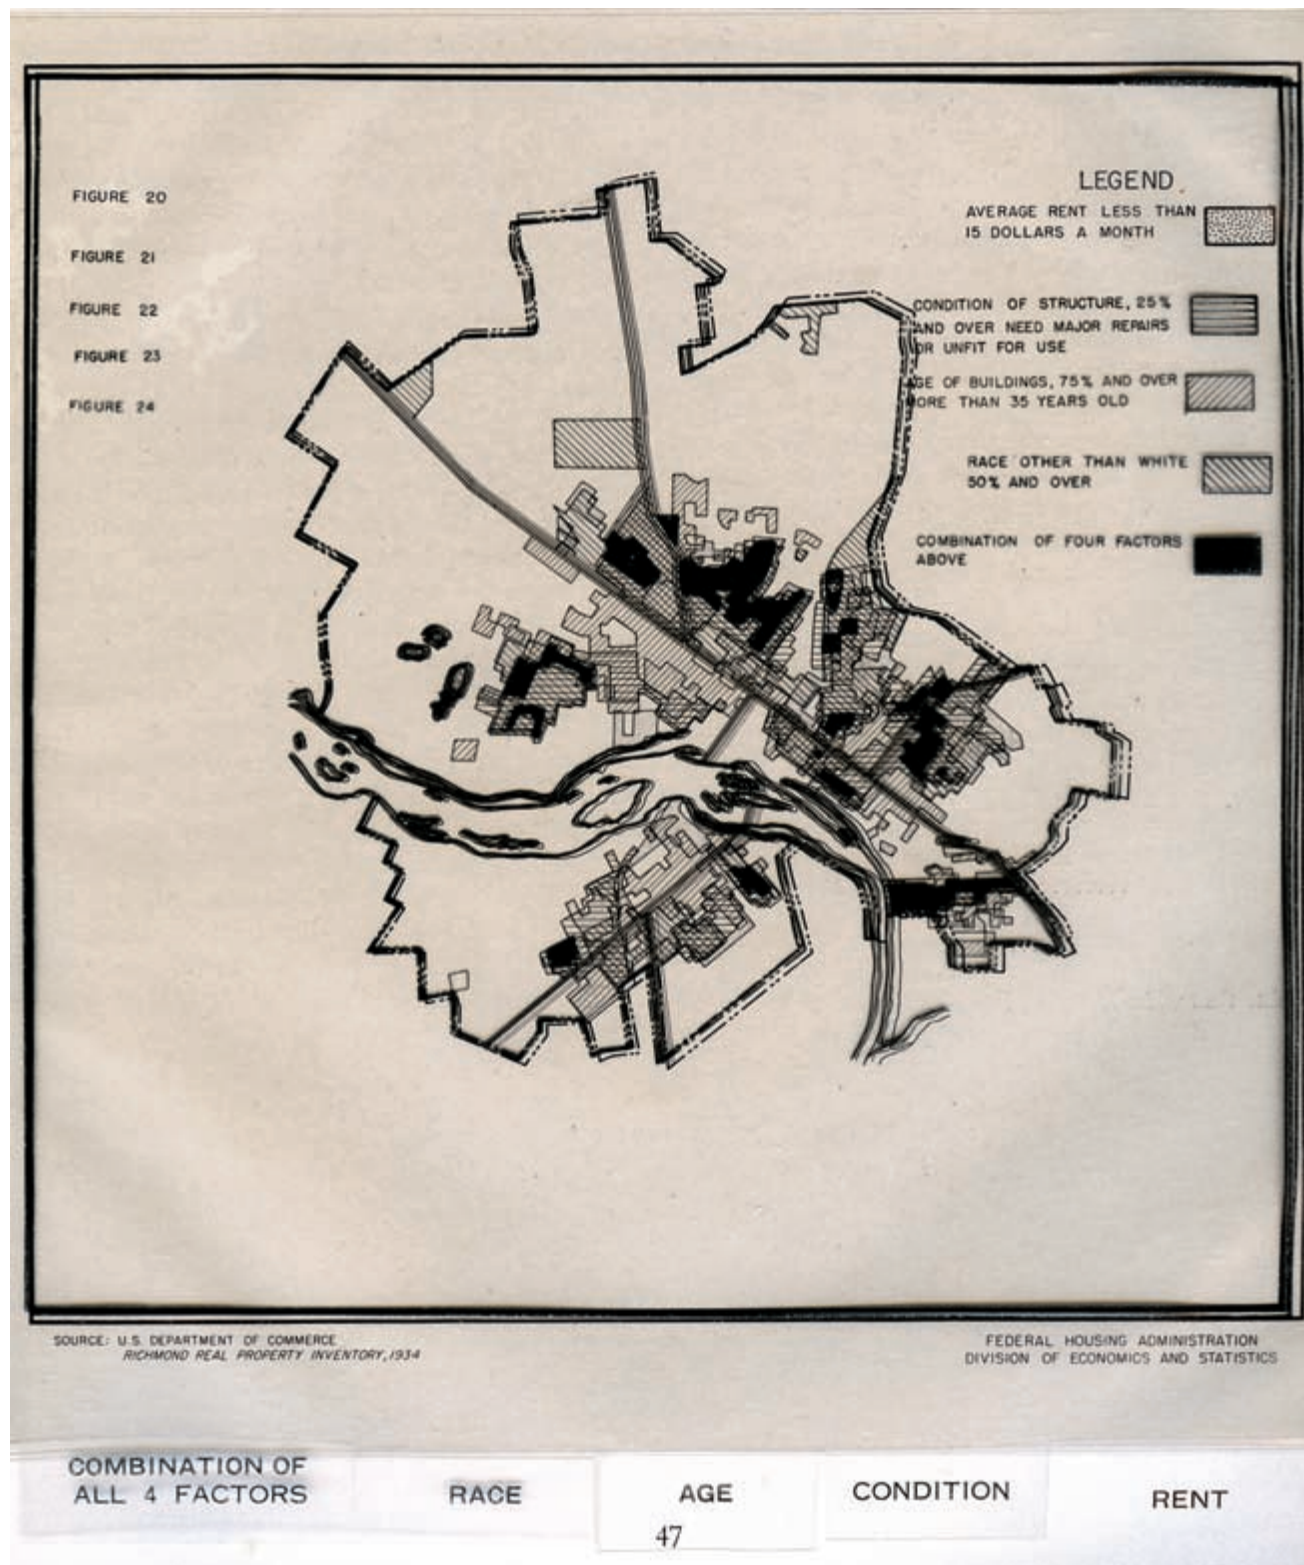 FIGURE 20
FIGURE 21
FIGURE 22
FIGURE 23
FIGURE 24
LEGEND
AVERAGE RENT LESS THAN
15 DOLLARS A MONTH
CONDITION OF STRUCTURE, 25%
AND OVER NEED MAJOR REPAIRS
OR UNFIT FOR USE
GE OF BUILDINGS, 75% AND OVER
ORE THAN 35 YEARS OLD
RACE OTHER THAN WHITE
50% AND OVER
COMBINATION OF FOUR FACTORS
ABOVE
SOURCE: U.S. DEPARTMENT OF COMMERCE
RICHMOND REAL PROPERTY INVENTORY, 1934
FEDERAL HOUSING ADMINISTRATION
DIVISION OF ECONOMICS AND STATISTICS
COMBINATION OF
ALL 4 FACTORS
RACE
AGE
CONDITION
RENT
47